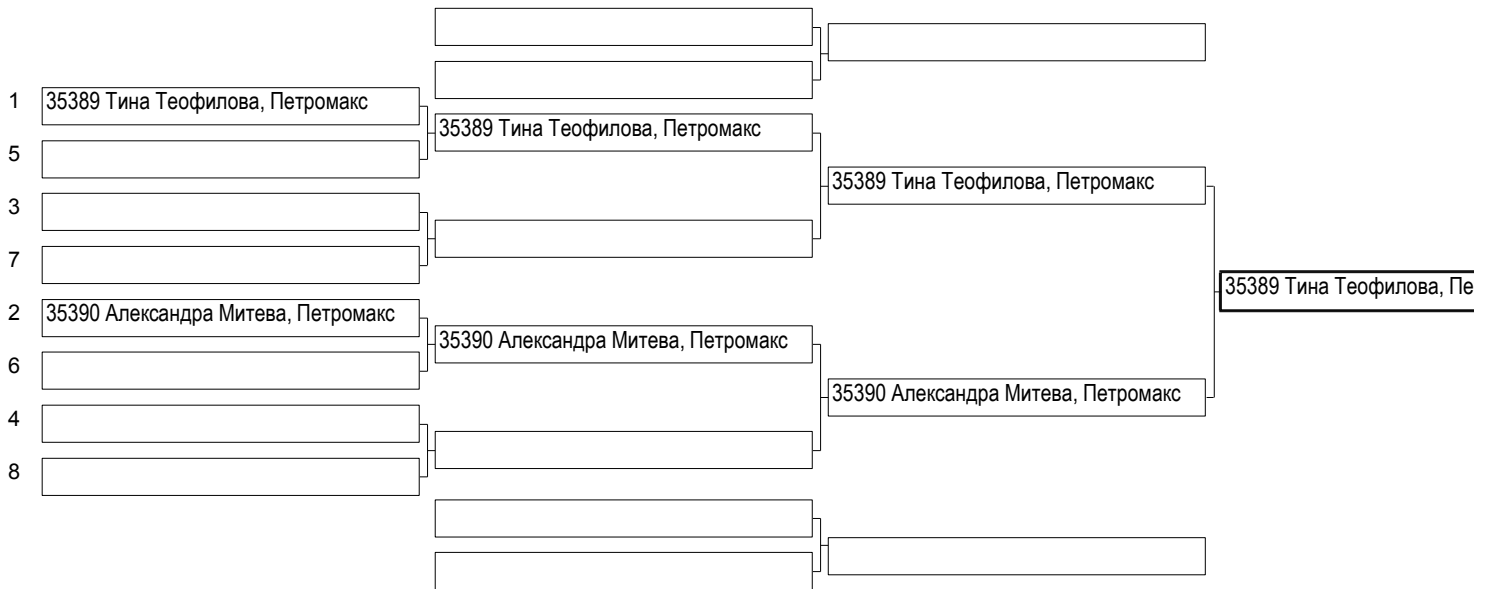 1
35389 Тина Теофилова, Петромакс
35389 Тина Теофилова, Петромакс
5
35389 Тина Теофилова, Петромакс
3
7
35389 Тина Теофилова, Пе
2
35390 Александра Митева, Петромакс
35390 Александра Митева, Петромакс
6
35390 Александра Митева, Петромакс
4
8